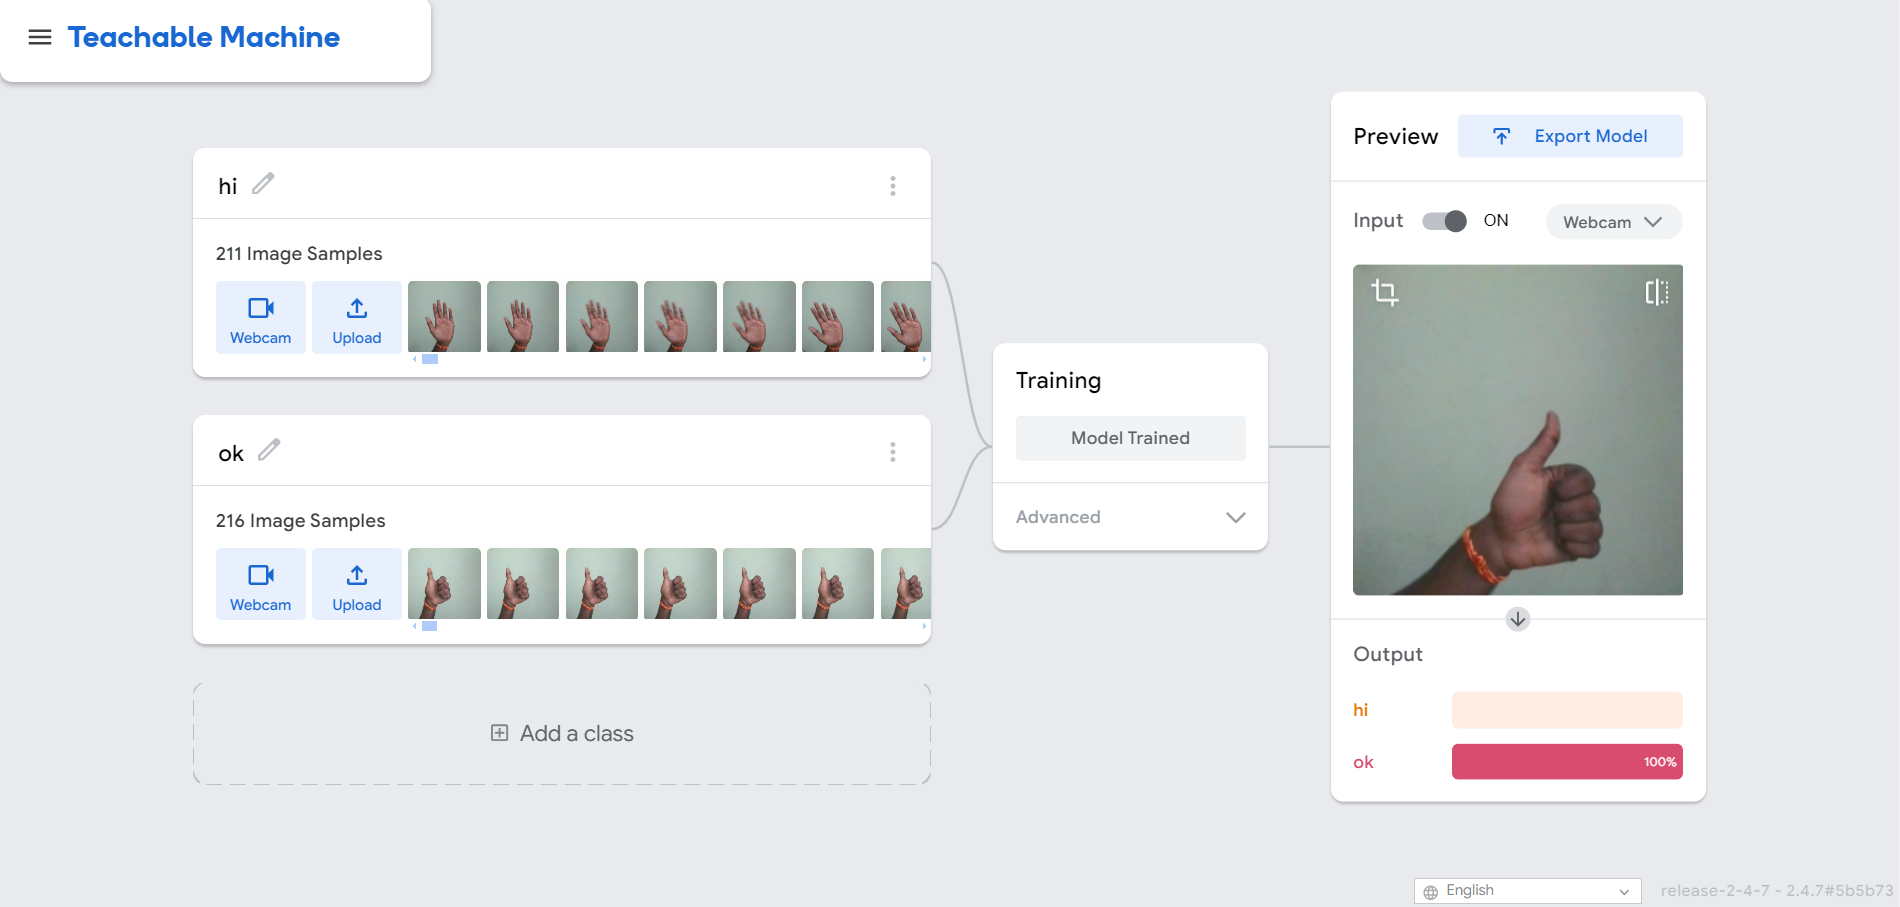 Teachable Machine
hi
211 Image Samples
Webcam
Upload
ok
216 Image Samples
Webcam
Upload
Add a class
Training
Model Trained
Advanced
Preview
Export Model
Input
ON
Webcam
Output
hi
ok
100%
English
release-2-4-7 - 2.4.7#5b5b73